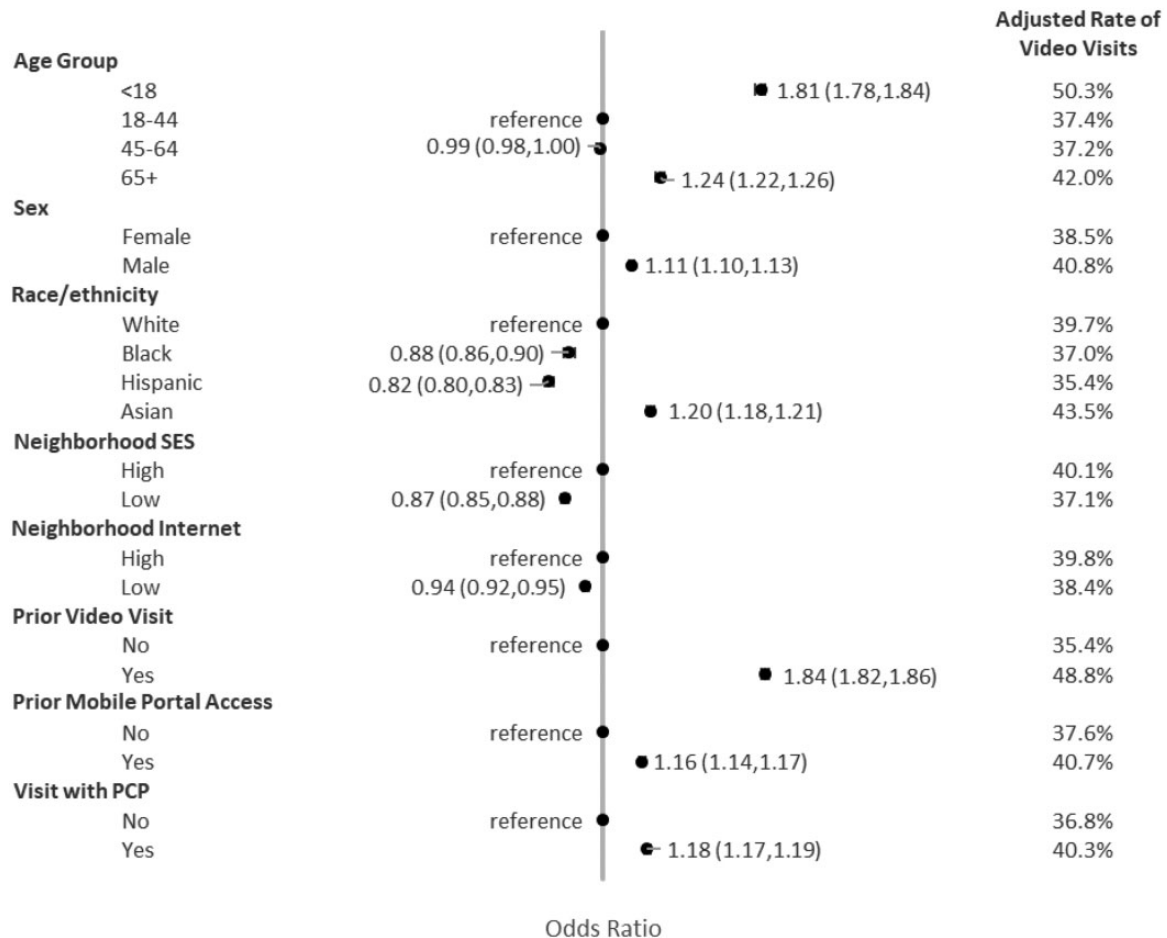 Adjusted Rate of
Video Visits
Age Group
<18 1.81 (1.78,1.84) 50.3%
18-44 reference 37.4%
45-64 0.99 (0.98,1.00) 37.2%
65+ 1.24 (1.22,1.26) 42.0%
Sex
Female reference 38.5%
Male 1.11 (1.10,1.13) 40.8%
Race/ethnicity
White reference 39.7%
Black 0.88 (0.86,0.90) 37.0%
Hispanic 0.82 (0.80,0.83) 35.4%
Asian 1.20 (1.18,1.21) 43.5%
Neighborhood SES
High reference 40.1%
Low 0.87 (0.85,0.88) 37.1%
Neighborhood Internet
High reference 39.8%
Low 0.94 (0.92,0.95) 38.4%
Prior Video Visit
No reference 35.4%
Yes 1.84 (1.82,1.86) 48.8%
Prior Mobile Portal Access
No reference 37.6%
Yes 1.16 (1.14,1.17) 40.7%
Visit with PCP
No reference 36.8%
Yes 1.18 (1.17,1.19) 40.3%
Odds Ratio